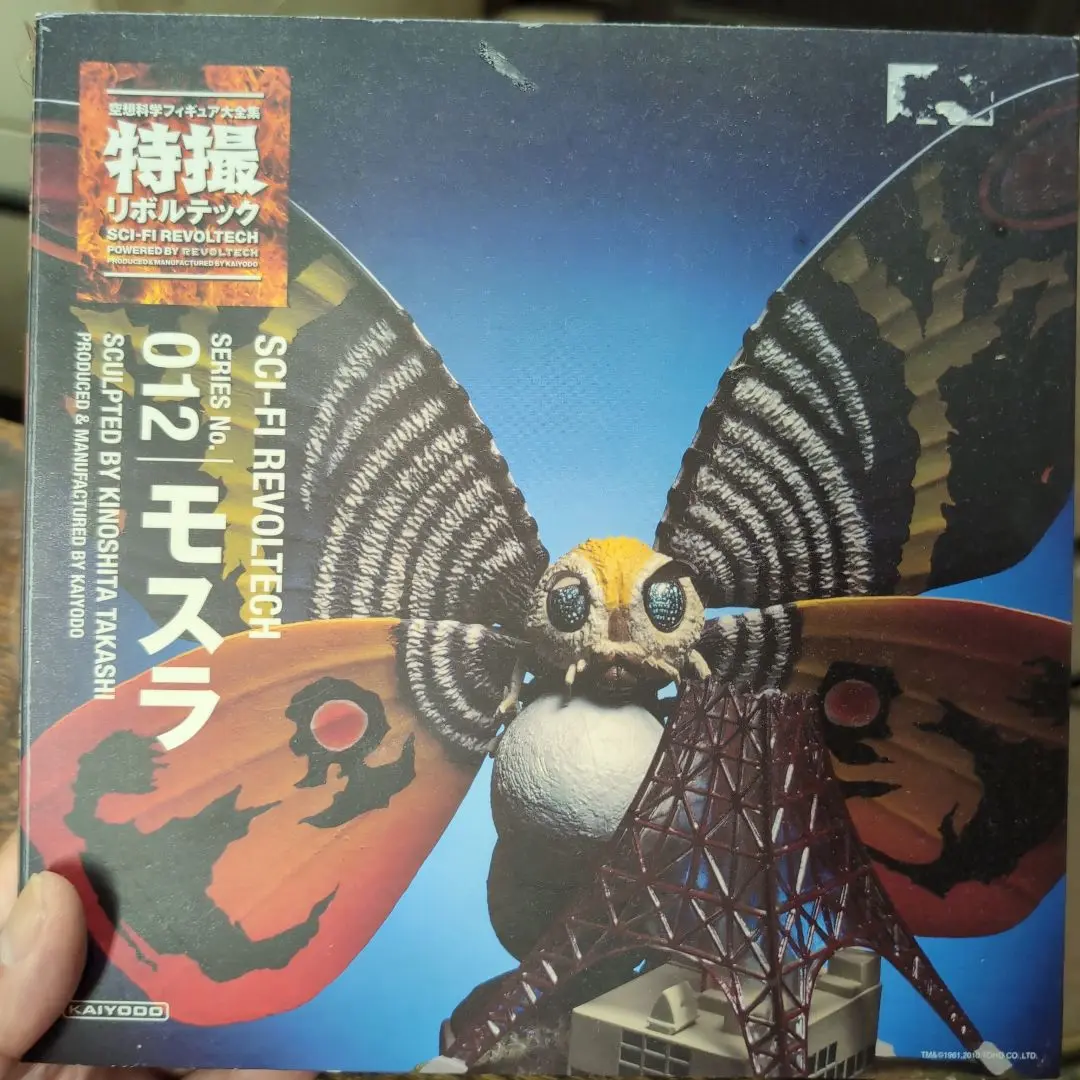 空想科学フィギュア大全集
特撮
リボルテック
SCI-FI REVOLTECH
POWERED BY REVOLTECH
PRODUCED & MANUFACTURED BY KAIYODO
SCI-FI REVOLTECH
SERIES No.
012 モスラ
SCULPTED BY KINOSHITA TAKASHI
PRODUCED & MANUFACTURED BY KAIYODO
KAIYODO
TM&©1961,2010 TOHO CO.,LTD.